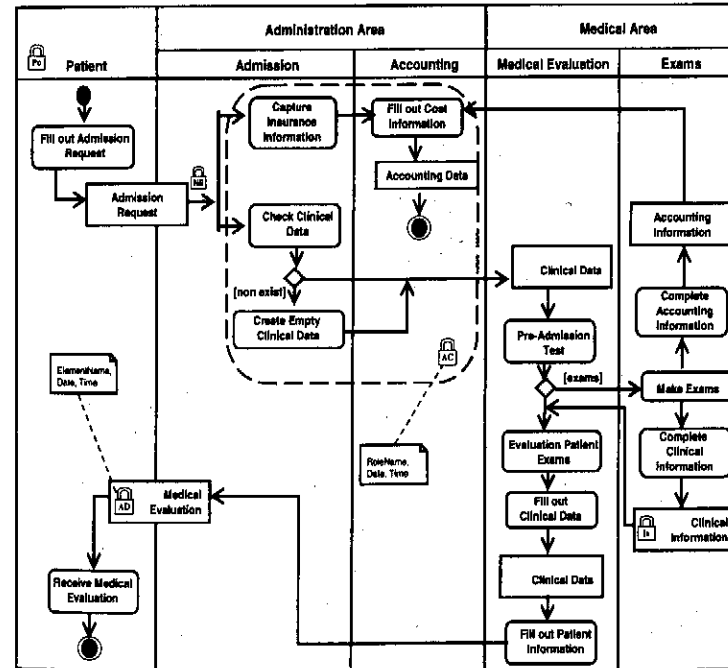 Administration Area
Medical Area
Pc
Patient
Admission
Accounting
Medical Evaluation
Exams
Fill out Admission
Request
Admission
Request
NR
Capture
Insurance
Information
Fill out Cost
Information
Accounting Data
Check Clinical
Data
[non exist]
Create Empty
Clinical Data
AC
Clinical Data
Pre-Admission
Test
[exams]
Accounting
Information
Complete
Accounting
Information
Make Exams
Complete
Clinical
Information
Clinical
Information
Evaluation Patient
Exams
Fill out
Clinical Data
Clinical Data
Fill out Patient
Information
ElementName,
Date, Time
RoleName,
Date, Time
AD
Medical
Evaluation
Receive Medical
Evaluation